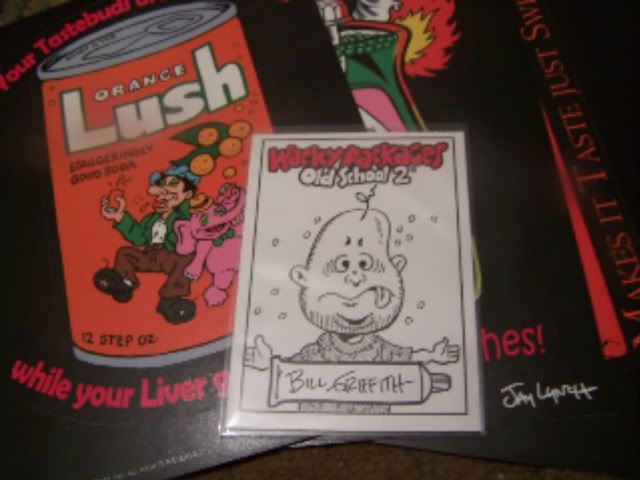 Your Tastebuds
ORANGE
Lush
STAGGERINGLY
GOOD SODA
12 STEP OZ.
while your Liver
Wacky Packages
Old School 2
BILL GRIFFITH
hes!
JAY LYNCH
MAKES IT TASTE JUST